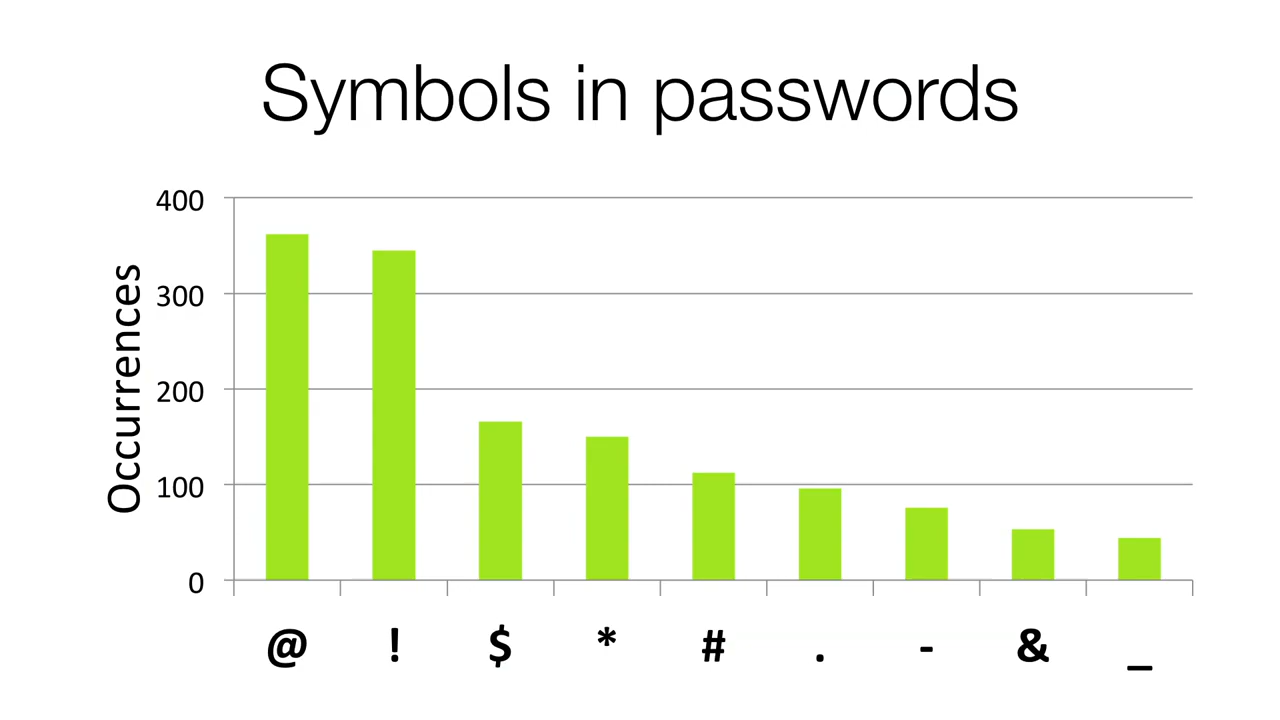 Symbols in passwords
400
300
200
100
0
Occurrences
@ ! $ * # . - & _